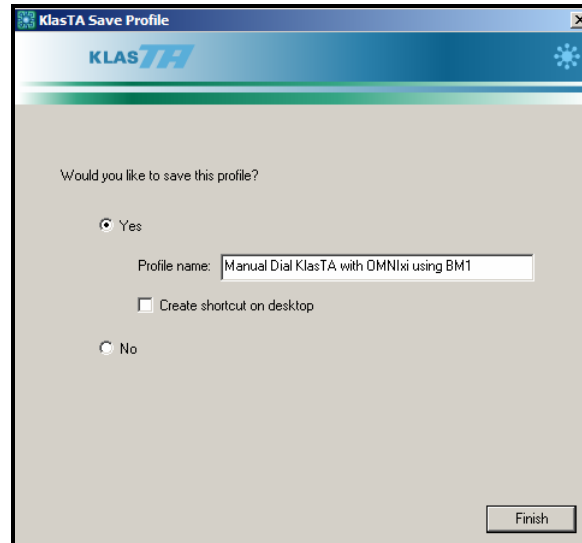 KlasTA Save Profile
KLASTA
Would you like to save this profile?
Yes
Profile name: Manual Dial KlasTA with OMNIxi using BM1
Create shortcut on desktop
No
Finish